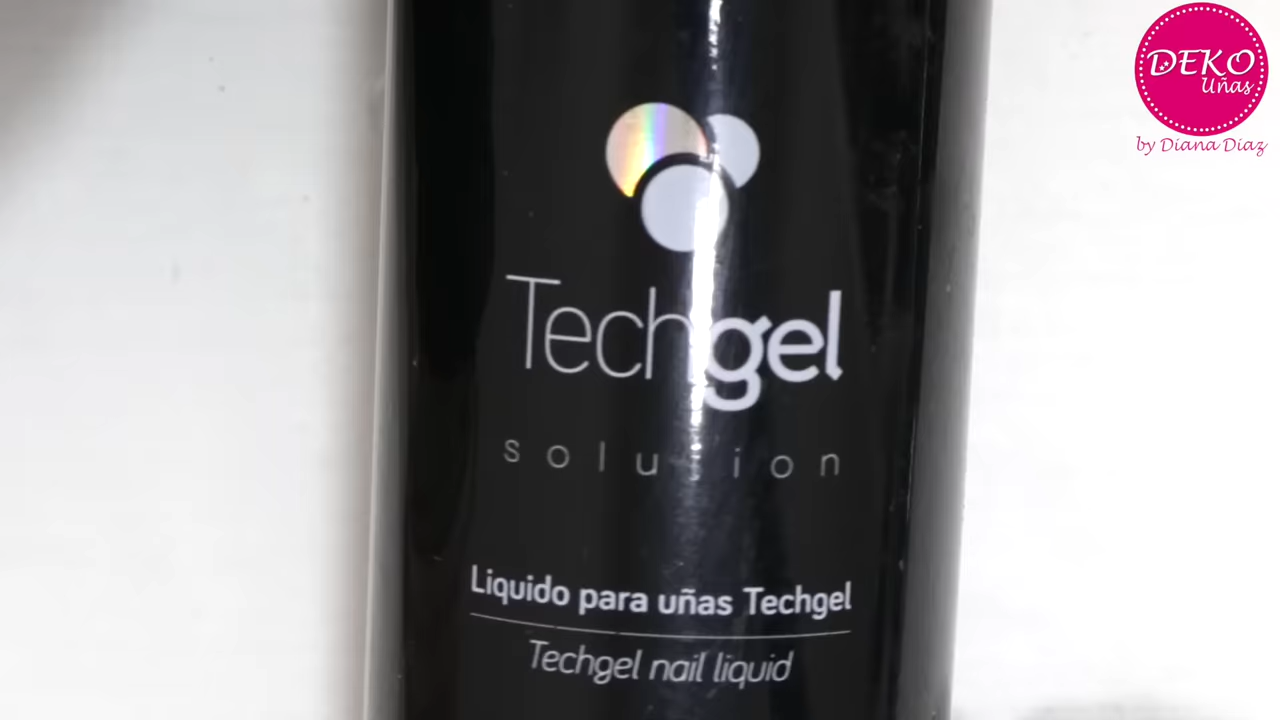 DEKO
Uñas
by Diana Diaz
Techgel
solution
Liquido para uñas Techgel
Techgel nail liquid